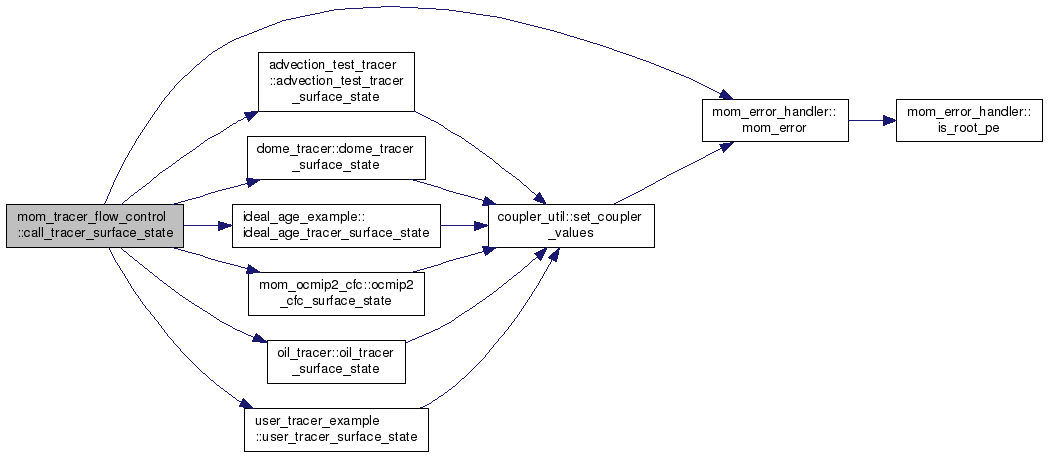 mom_tracer_flow_control
::call_tracer_surface_state
advection_test_tracer
::advection_test_tracer
_surface_state
dome_tracer::dome_tracer
_surface_state
ideal_age_example::
ideal_age_tracer_surface_state
mom_ocmip2_cfc::ocmip2
_cfc_surface_state
oil_tracer::oil_tracer
_surface_state
user_tracer_example
::user_tracer_surface_state
coupler_util::set_coupler
_values
mom_error_handler::
mom_error
mom_error_handler::
is_root_pe